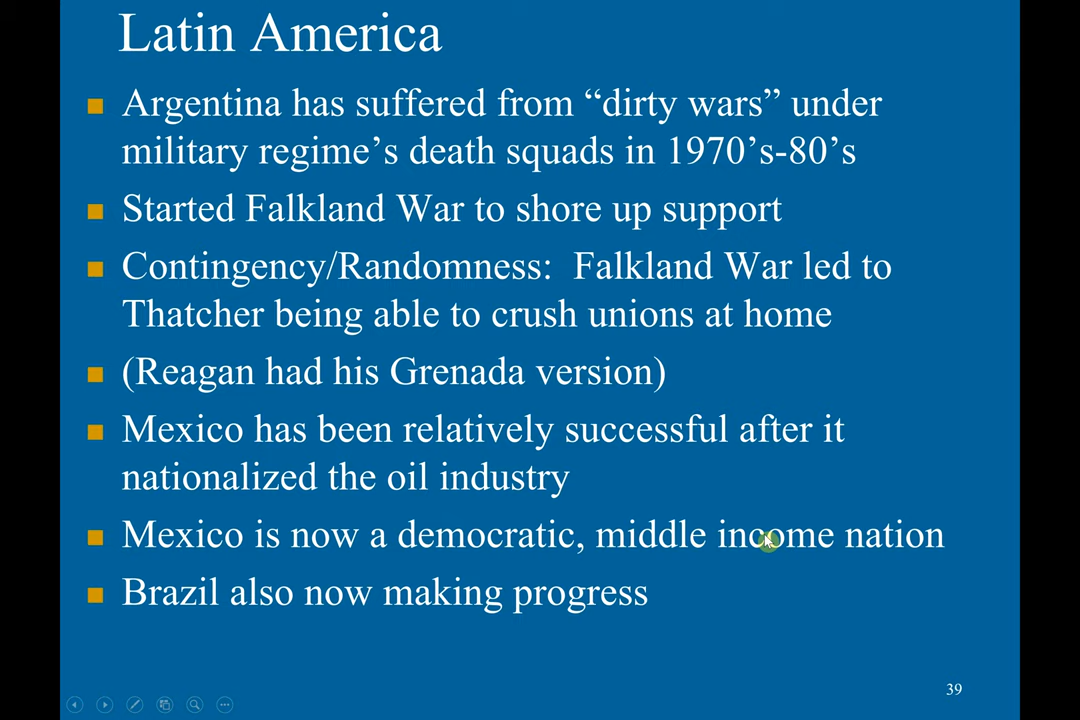 Latin America
Argentina has suffered from “dirty wars” under
military regime’s death squads in 1970’s-80’s
Started Falkland War to shore up support
Contingency/Randomness:  Falkland War led to
Thatcher being able to crush unions at home
(Reagan had his Grenada version)
Mexico has been relatively successful after it
nationalized the oil industry
Mexico is now a democratic, middle income nation
Brazil also now making progress
39